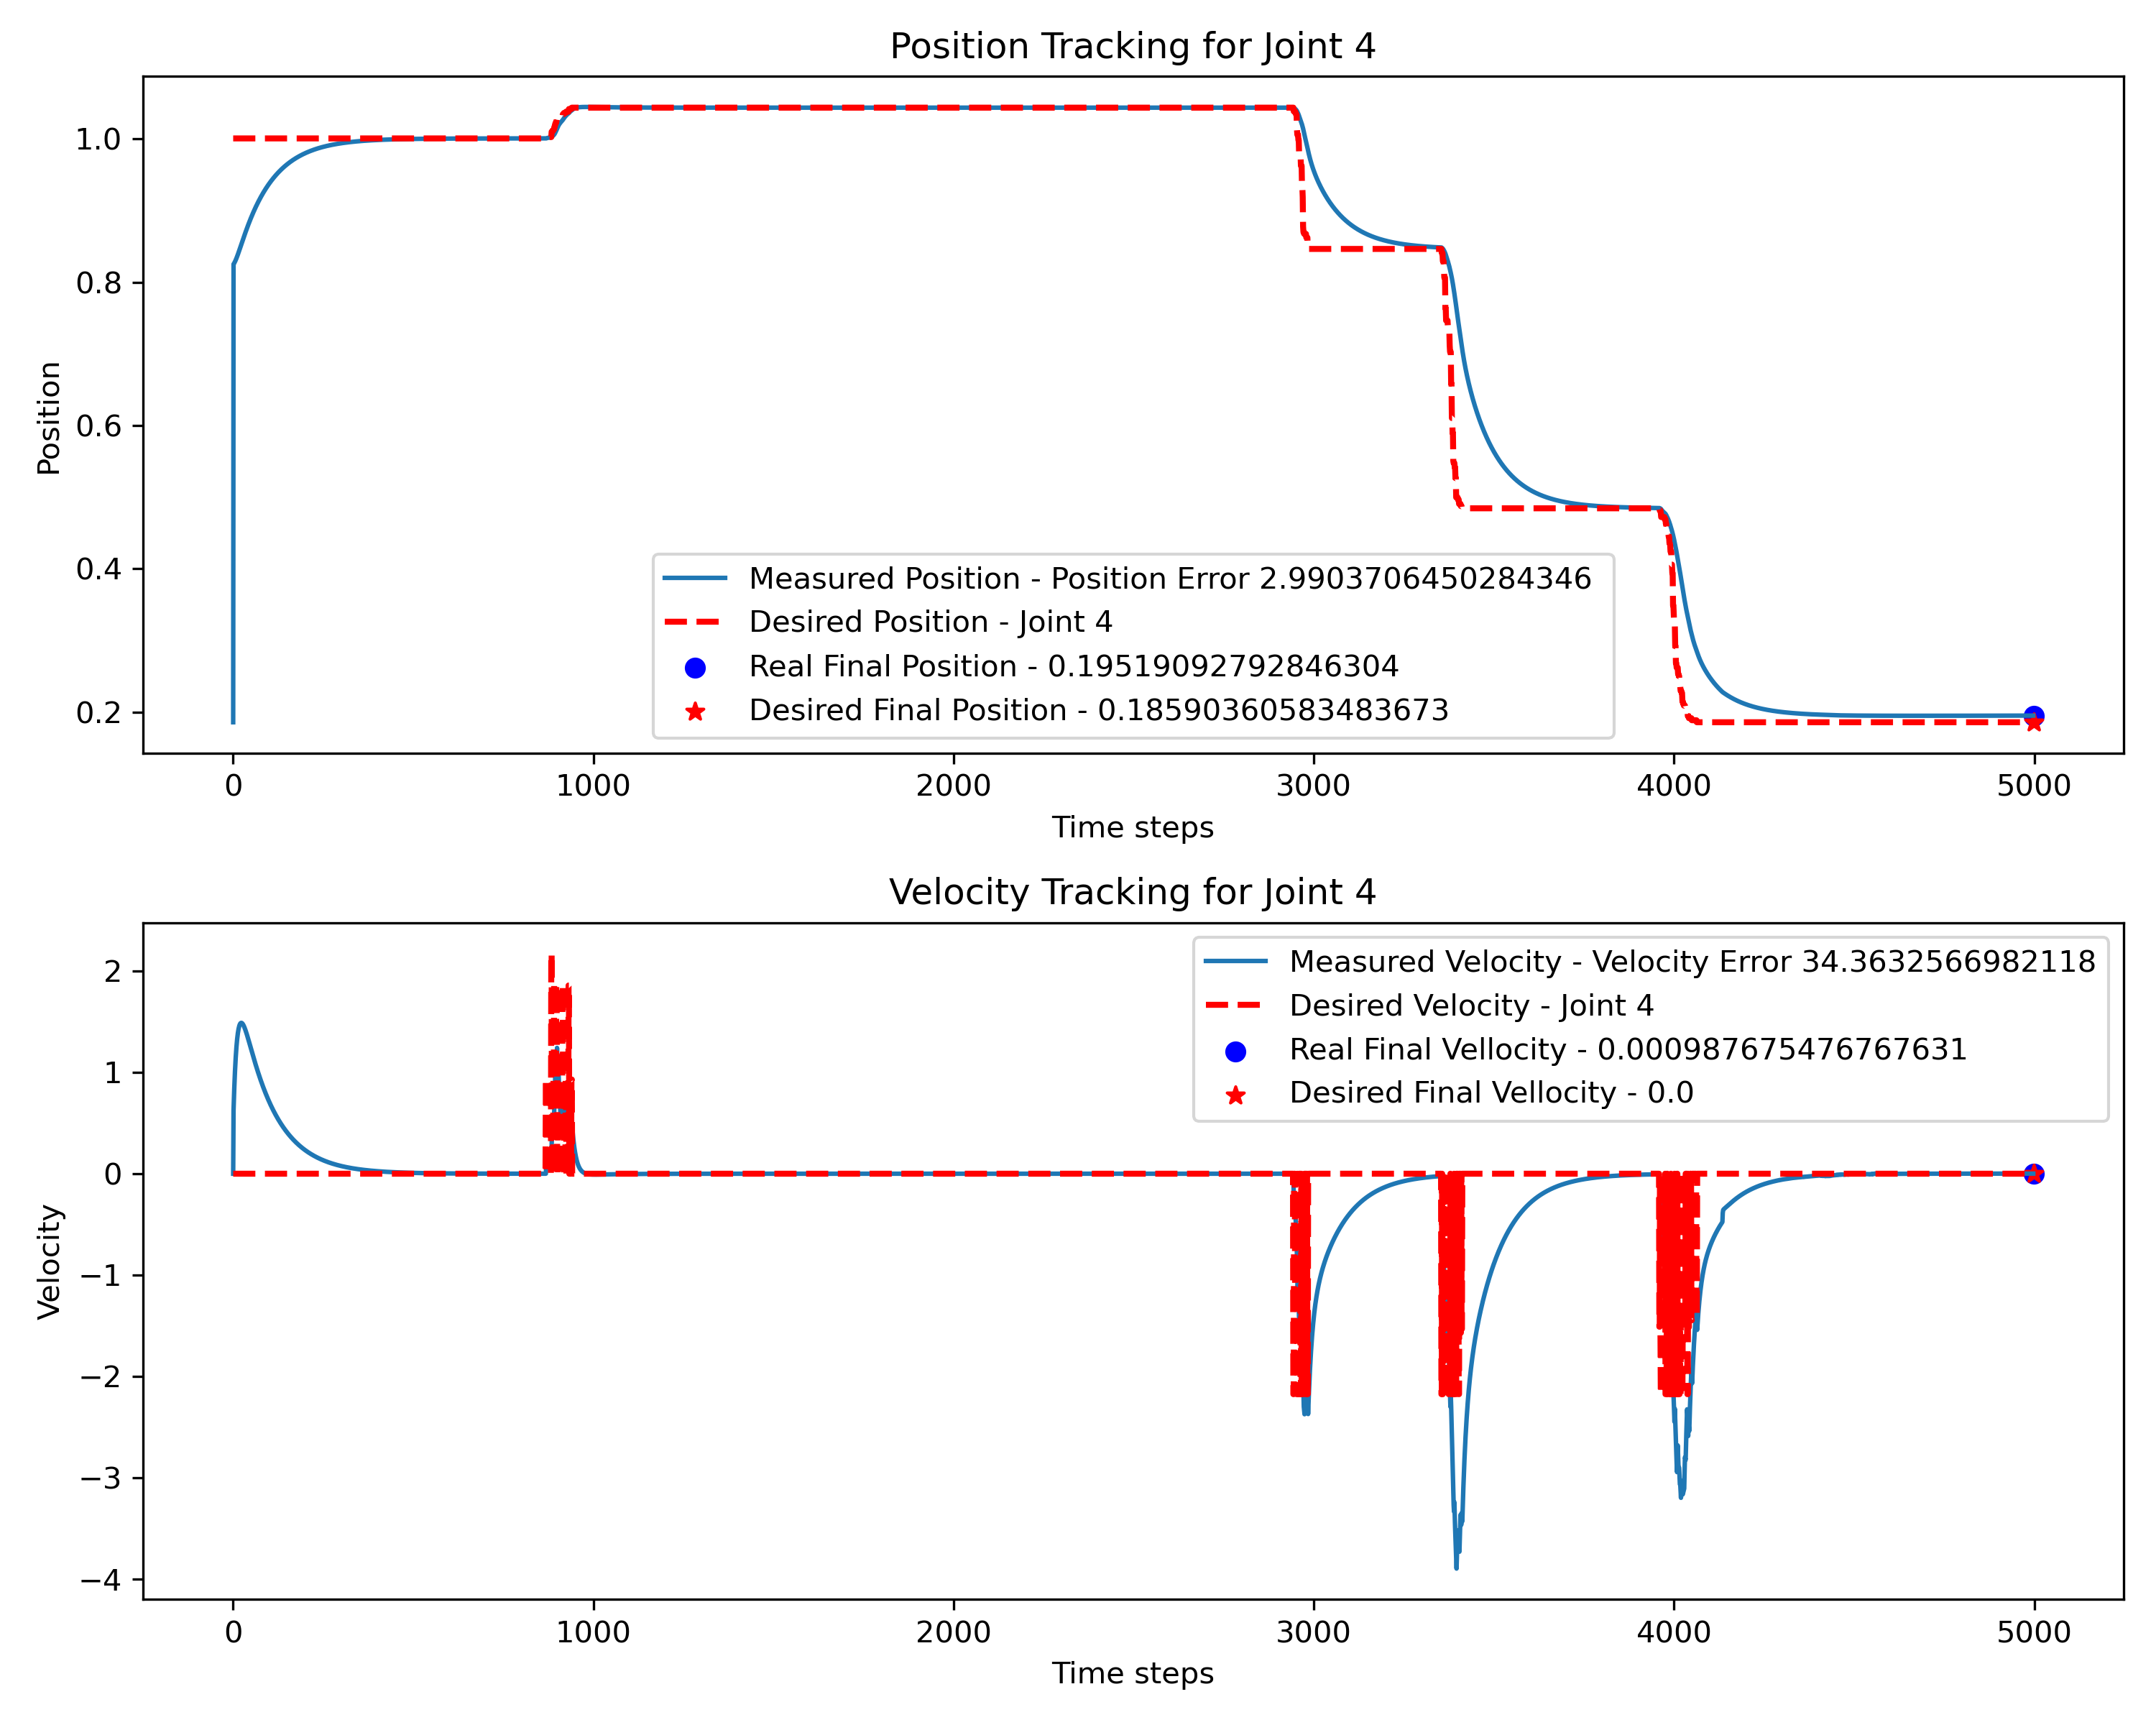 Position Tracking for Joint 4
Position
1.0
0.8
0.6
0.4
0.2
Measured Position - Position Error 2.9903706450284346
Desired Position - Joint 4
Real Final Position - 0.19519092792846304
Desired Final Position - 0.18590360583483673
0 1000 2000 3000 4000 5000
Time steps
Velocity Tracking for Joint 4
Velocity
2
1
0
−1
−2
−3
−4
Measured Velocity - Velocity Error 34.3632566982118
Desired Velocity - Joint 4
Real Final Vellocity - 0.000987675476767631
Desired Final Vellocity - 0.0
0 1000 2000 3000 4000 5000
Time steps